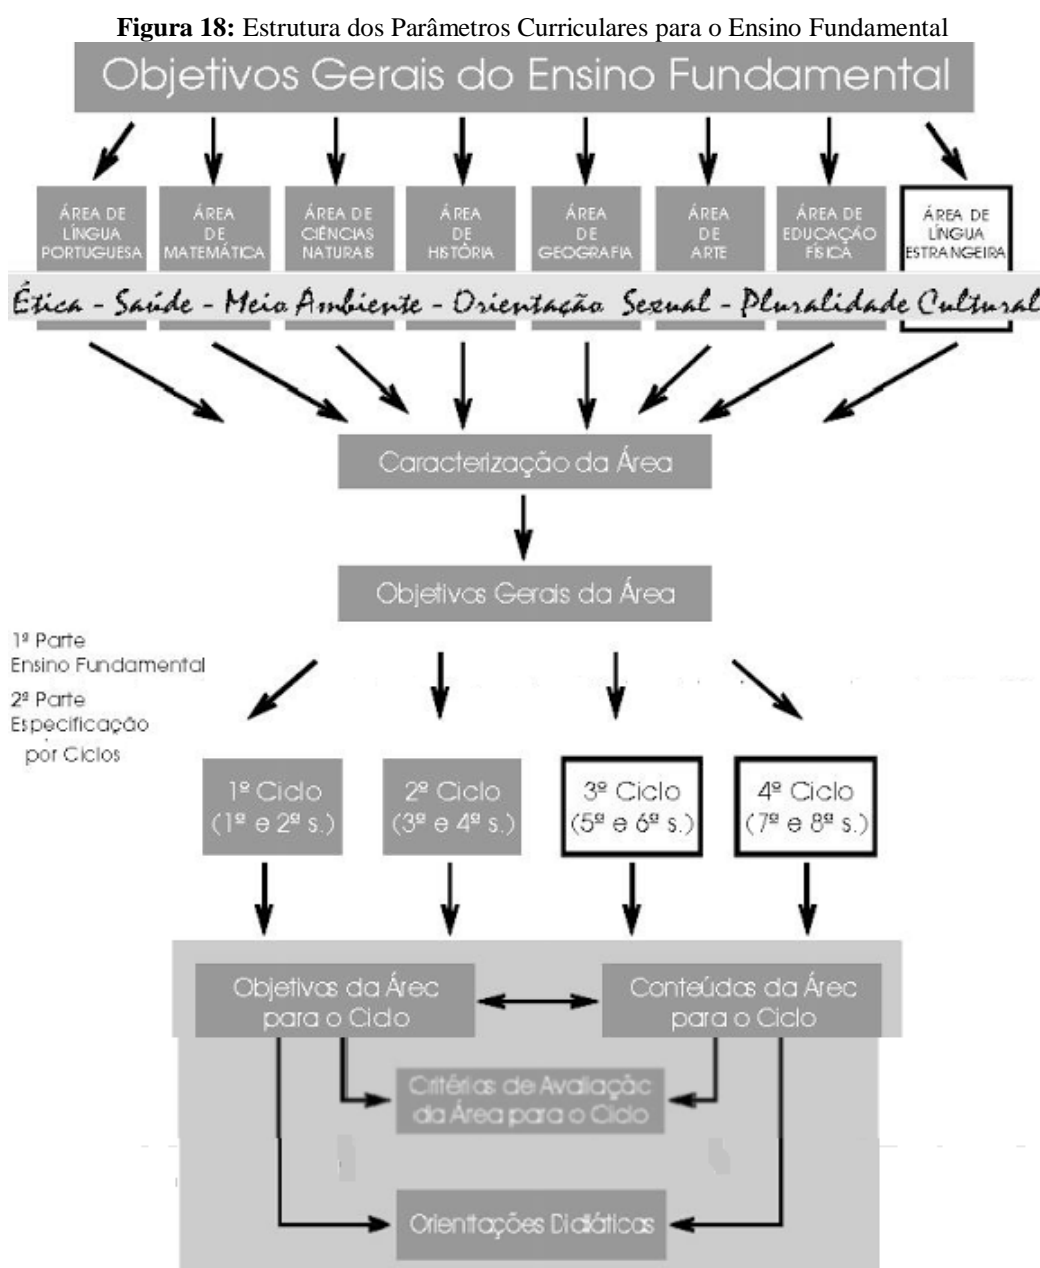 Figura 18: Estrutura dos Parâmetros Curriculares para o Ensino Fundamental
Objetivos Gerais do Ensino Fundamental
ÁREA DE
LÍNGUA
PORTUGUESA
ÁREA
DE
MATEMÁTICA
ÁREA DE
CIÊNCIAS
NATURAIS
ÁREA
DE
HISTÓRIA
ÁREA
DE
GEOGRAFIA
ÁREA
DE
ARTE
ÁREA DE
EDUCAÇÃO
FÍSICA
ÁREA DE
LÍNGUA
ESTRANGEIRA
Ética - Saúde - Meio Ambiente - Orientação Sexual - Pluralidade Cultural
Caracterização da Área
Objetivos Gerais da Área
1ª Parte
Ensino Fundamental
2ª Parte
Especificação
por Ciclos
1º Ciclo
(1ª e 2ª s.)
2º Ciclo
(3ª e 4ª s.)
3º Ciclo
(5ª e 6ª s.)
4º Ciclo
(7ª e 8ª s.)
Objetivos da Árec
para o Ciclo
Conteúdos da Árec
para o Ciclo
Critérios de Avaliação
da Área para o Ciclo
Orientações Didáticas